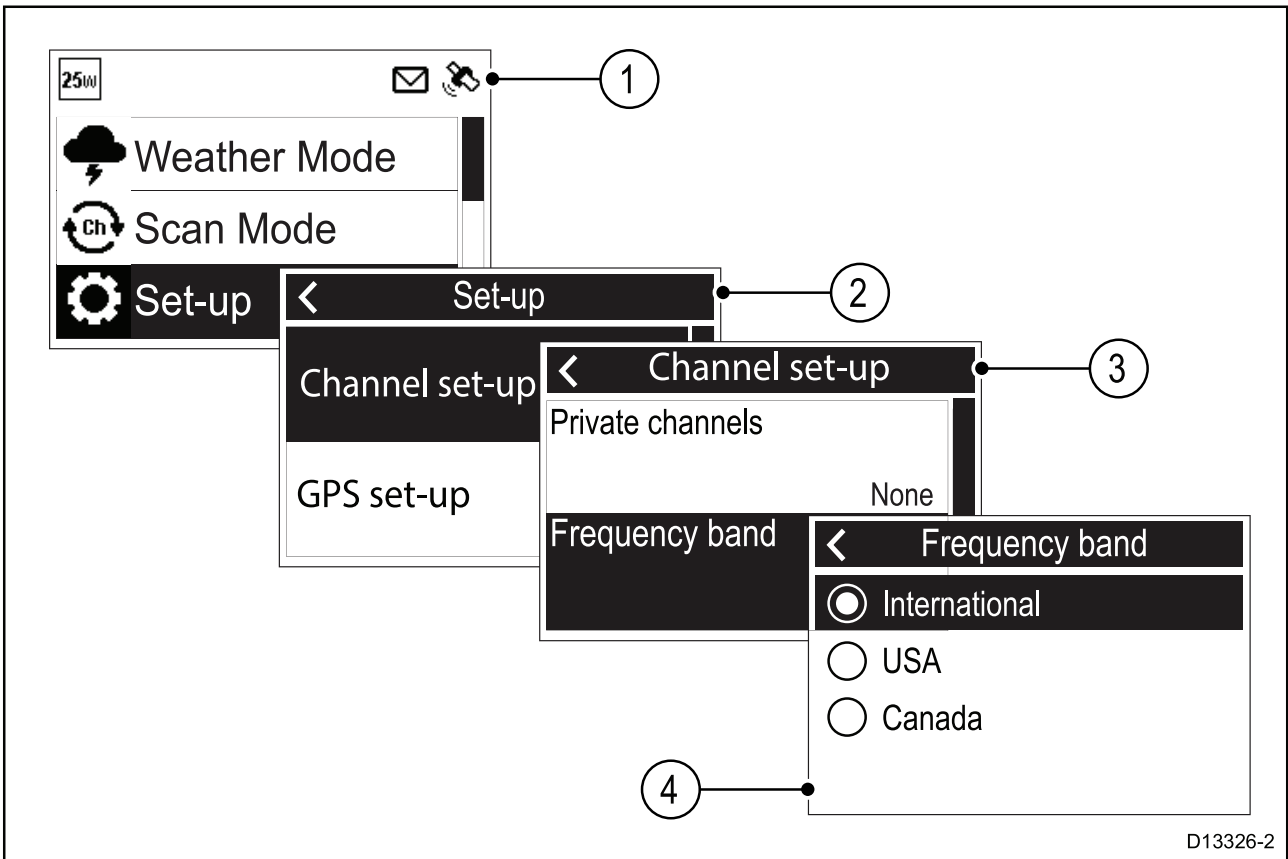 25W
1
Weather Mode
Ch
Scan Mode
Set-up
Set-up
2
Channel set-up
GPS set-up
Channel set-up
3
Private channels
None
Frequency band
Frequency band
International
USA
Canada
4
D13326-2